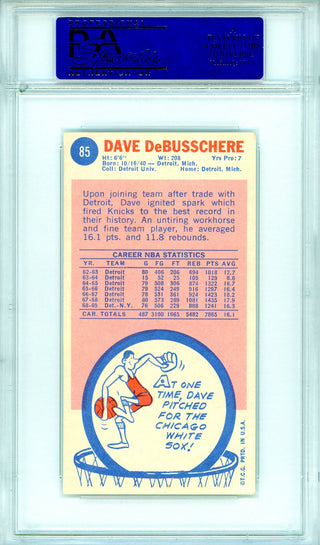 PSA
85
DAVE DeBUSSCHERE
Ht: 6'6" Wt: 208 Yrs Pro: 7
Born: 10/16/40 — Detroit, Mich.
Coll: Detroit Univ. Home: Detroit, Mich.
Upon joining team after trade with
Detroit, Dave ignited spark which
fired Knicks to the best record in
their history. An untiring workhorse
and fine team player, he averaged
16.1 pts. and 11.8 rebounds.
CAREER NBA STATISTICS
YR. TEAM G FG FT REB PTS AVG
62-63 Detroit 80 406 206 694 1018 12.7
63-64 Detroit 15 52 25 105 129 8.6
64-65 Detroit 79 508 306 874 1322 16.7
65-66 Detroit 79 524 249 916 1297 16.4
66-67 Detroit 78 531 361 924 1423
67-68 Detroit 80 573 289 1081 1435 17.9
68-69 Det.-N.Y. 76 506 229 888 1241 16.3
CAR. TOTALS 487 3100 1665 5482 7865 16.1
AT ONE
TIME, DAVE
PITCHED
FOR THE
CHICAGO
WHITE
SOX!
©T.C.G. PRTD. IN U.S.A.